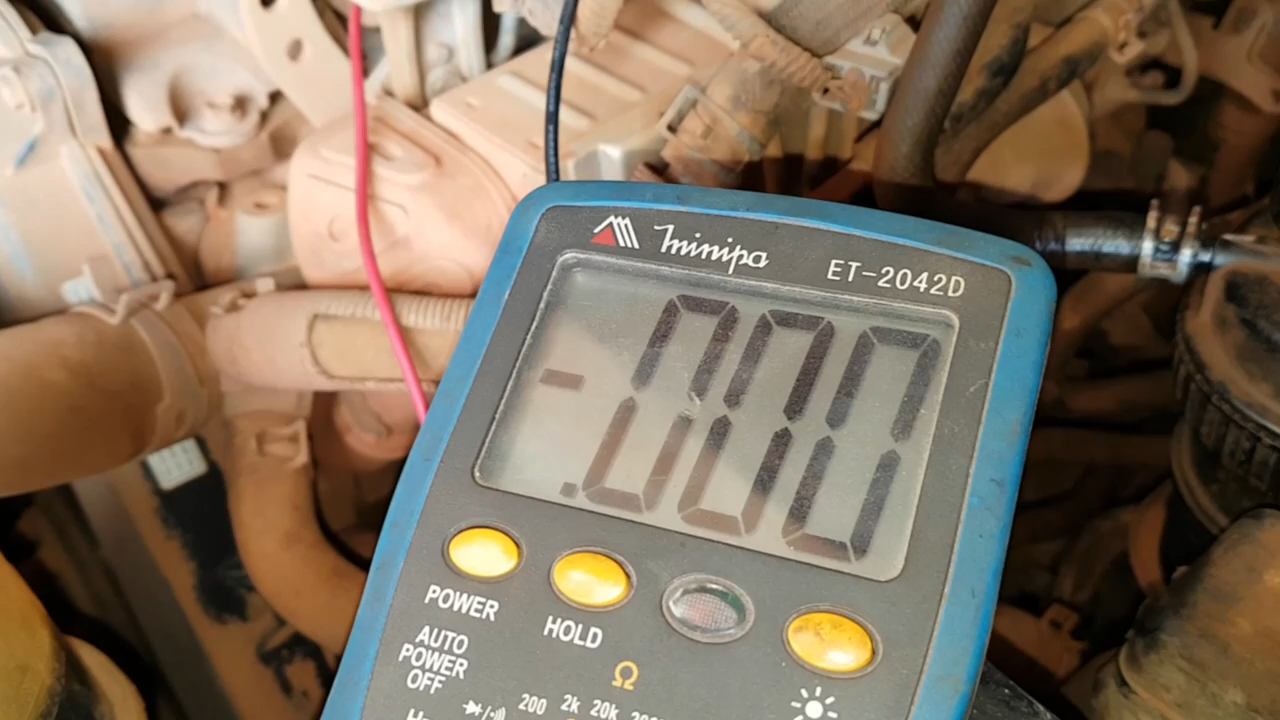 minipa
ET-2042D
-.000
POWER
HOLD
AUTO
POWER
OFF
Ω
200 2k 20k